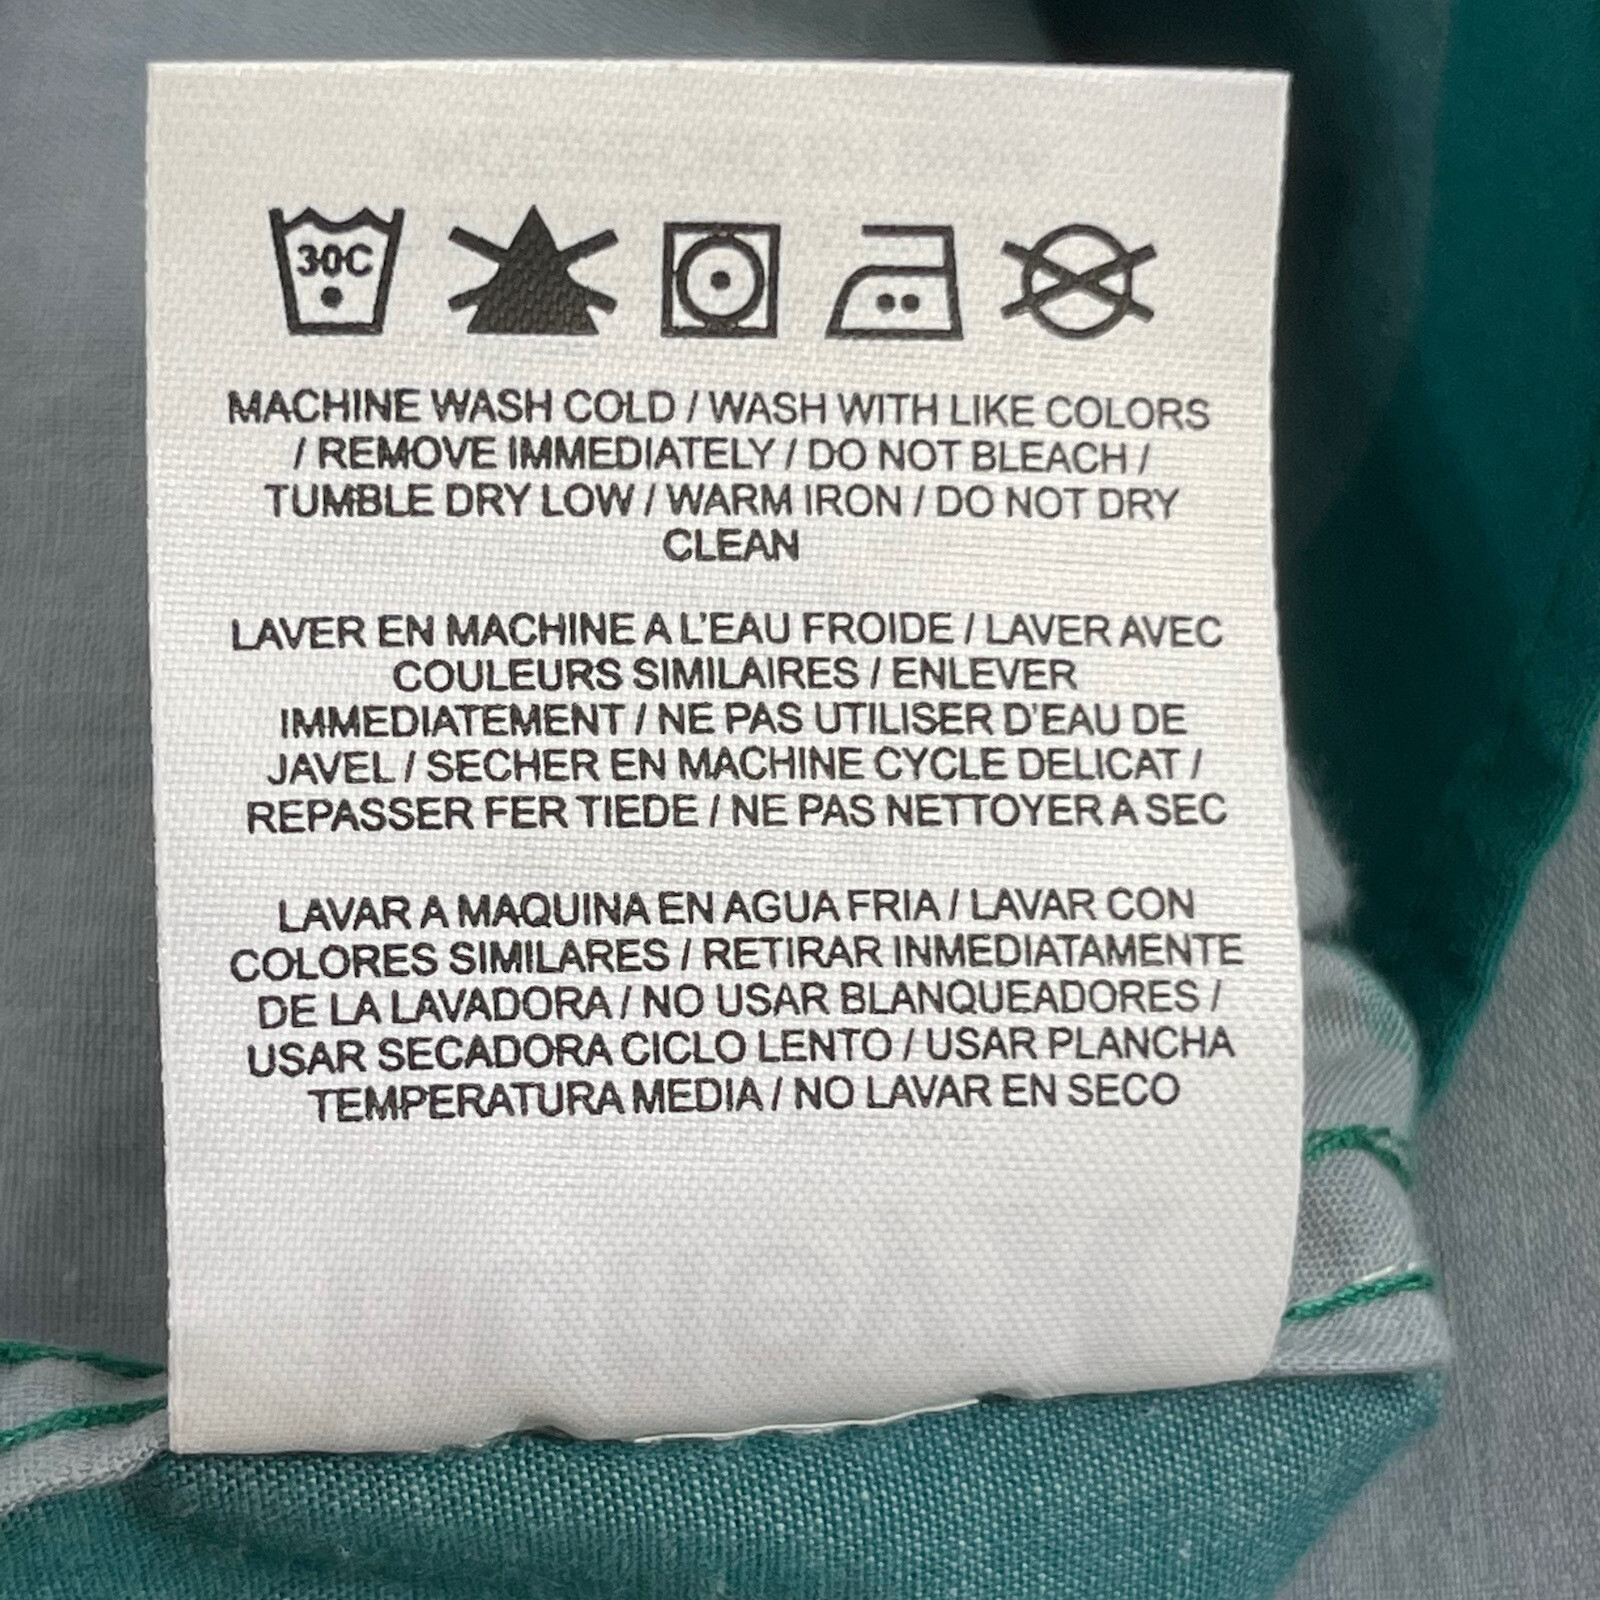 30C
MACHINE WASH COLD / WASH WITH LIKE COLORS
/ REMOVE IMMEDIATELY / DO NOT BLEACH /
TUMBLE DRY LOW / WARM IRON / DO NOT DRY
CLEAN
LAVER EN MACHINE A L'EAU FROIDE / LAVER AVEC
COULEURS SIMILAIRES / ENLEVER
IMMEDIATEMENT / NE PAS UTILISER D'EAU DE
JAVEL / SECHER EN MACHINE CYCLE DELICAT /
REPASSER FER TIEDE / NE PAS NETTOYER A SEC
LAVAR A MAQUINA EN AGUA FRIA / LAVAR CON
COLORES SIMILARES / RETIRAR INMEDIATAMENTE
DE LA LAVADORA / NO USAR BLANQUEADORES /
USAR SECADORA CICLO LENTO / USAR PLANCHA
TEMPERATURA MEDIA / NO LAVAR EN SECO